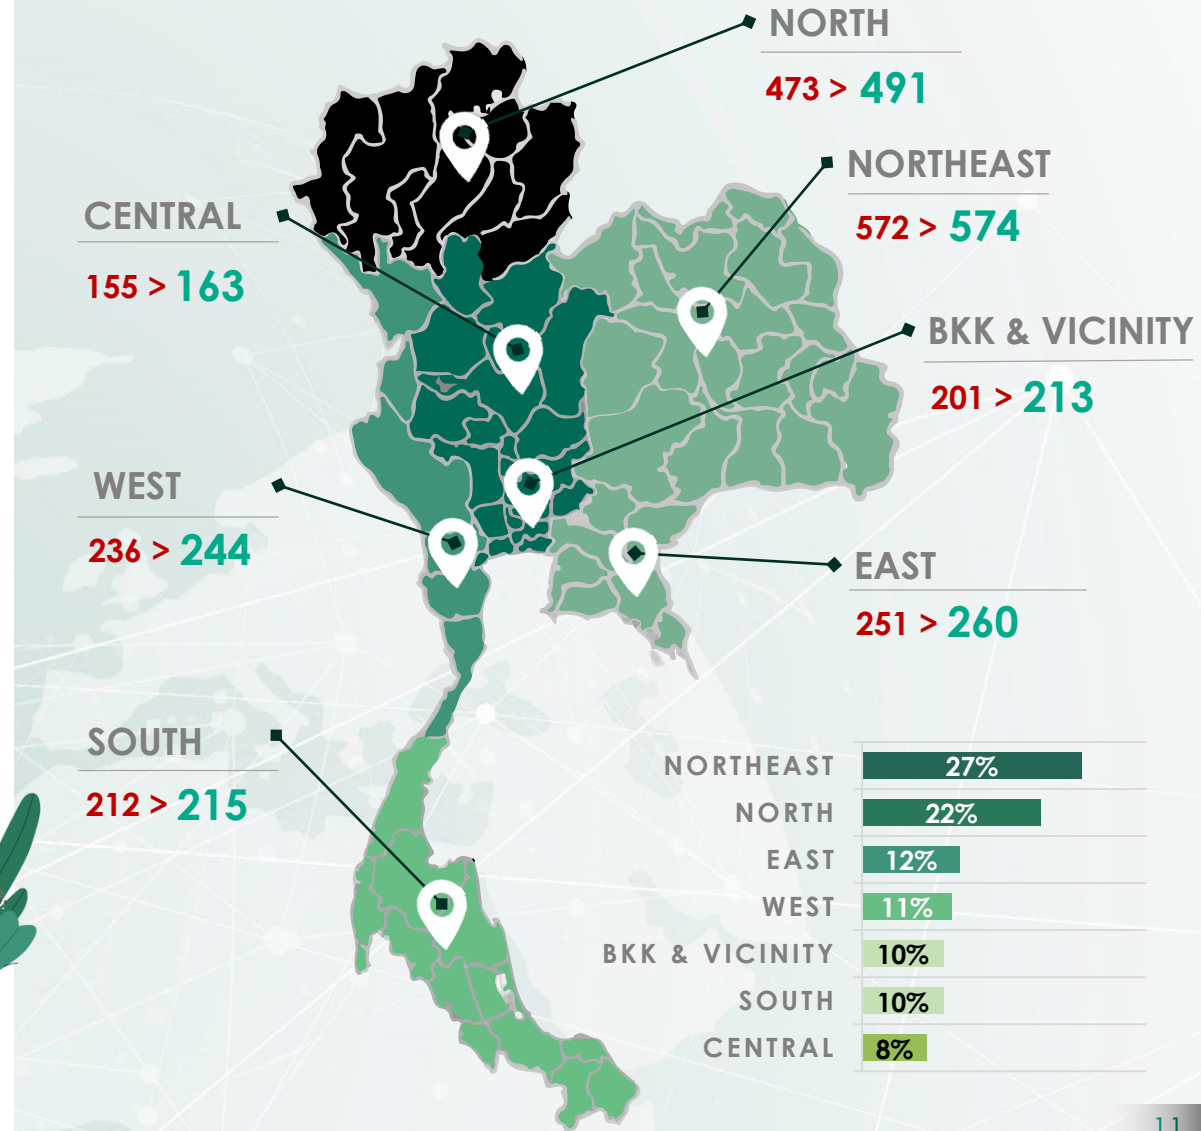 NORTH
473 > 491
NORTHEAST
572 > 574
CENTRAL
155 > 163
BKK & VICINITY
201 > 213
WEST
236 > 244
EAST
251 > 260
SOUTH
212 > 215
NORTHEAST 27%
NORTH 22%
EAST 12%
WEST 11%
BKK & VICINITY 10%
SOUTH 10%
CENTRAL 8%
11